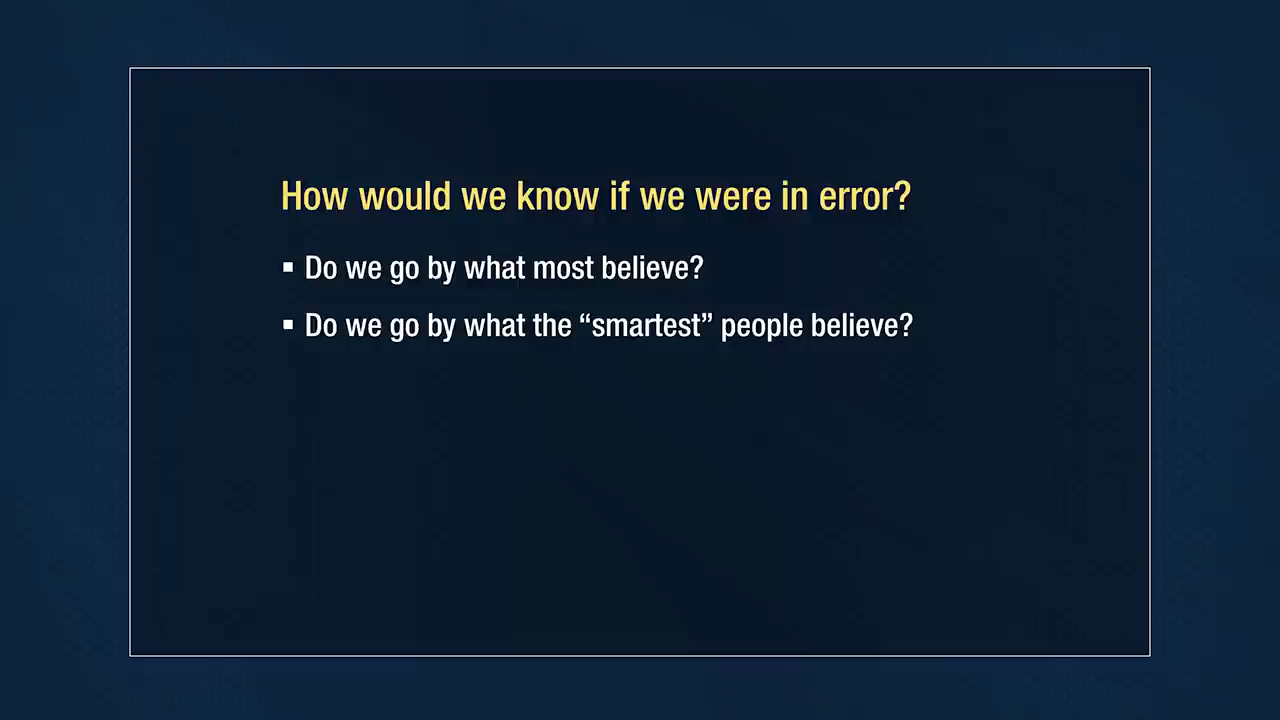 How would we know if we were in error?
▪ Do we go by what most believe?
▪ Do we go by what the “smartest” people believe?